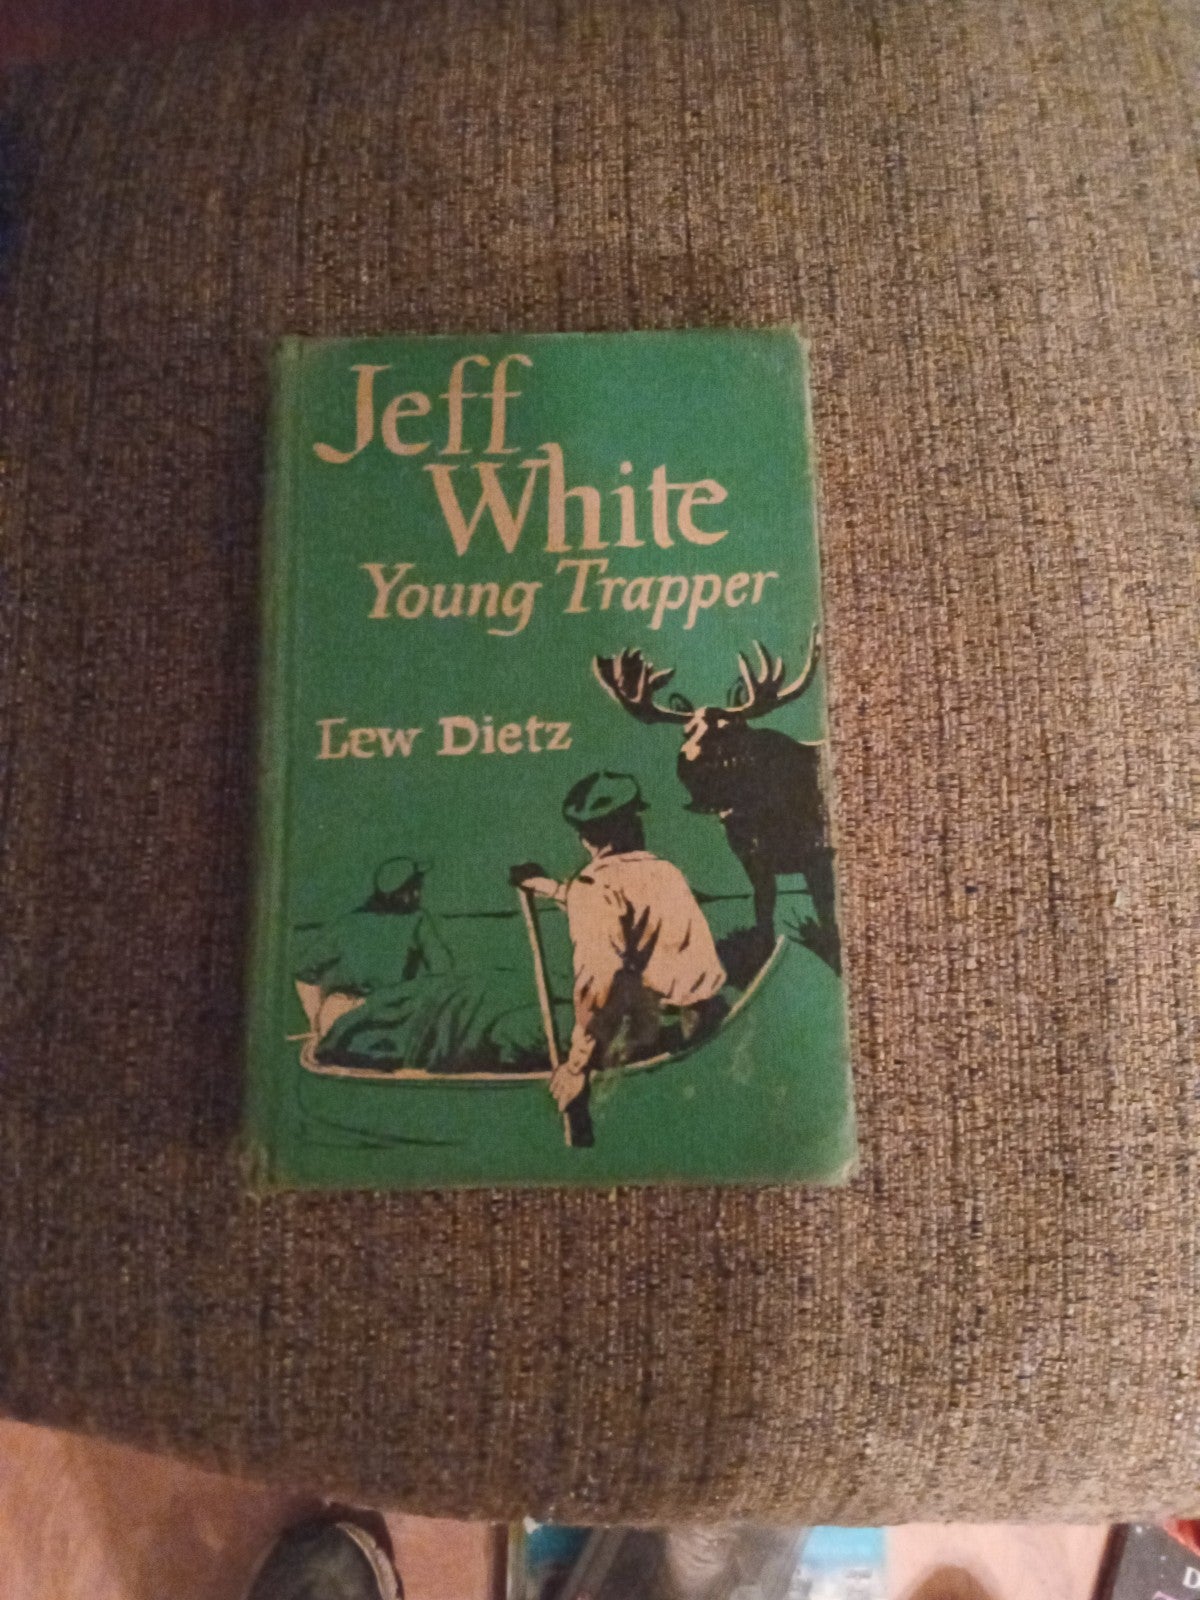 Jeff
White
Young Trapper
Lew Dietz
D